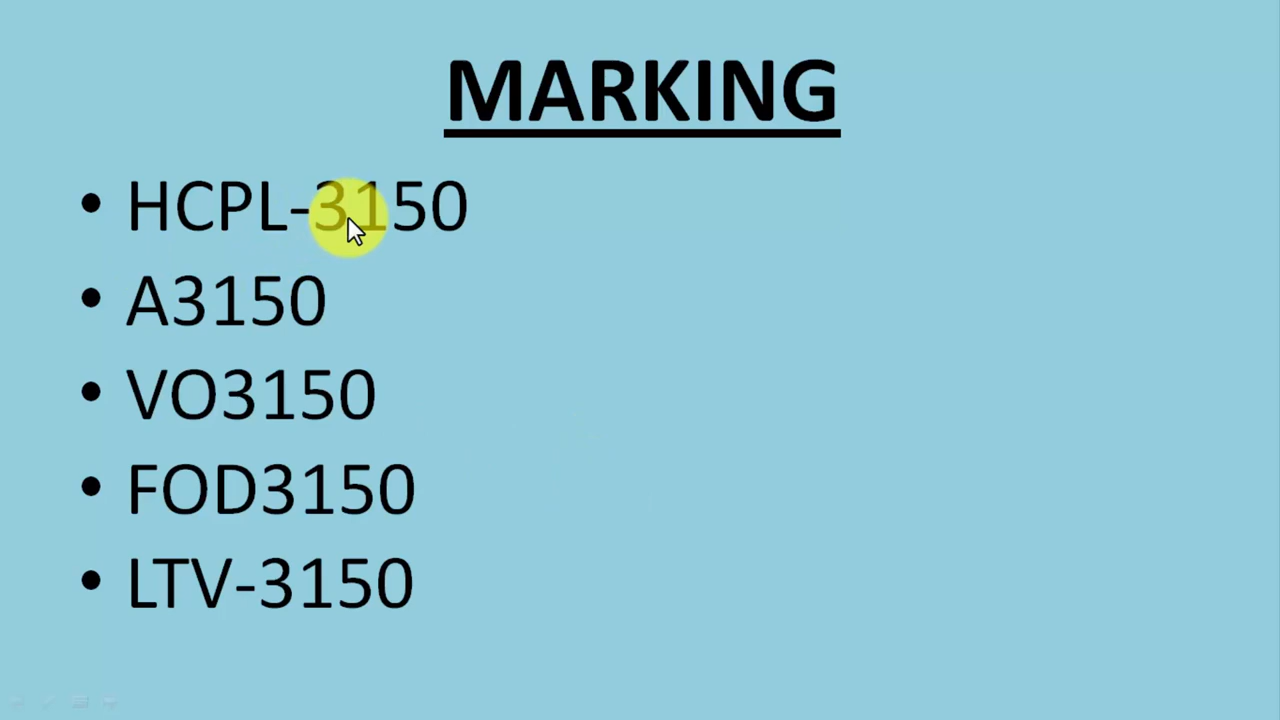 MARKING
• HCPL-3150
• A3150
• VO3150
• FOD3150
• LTV-3150